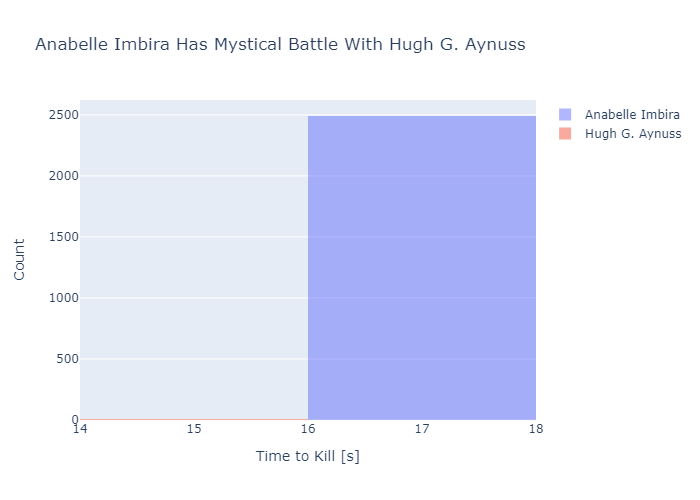 Anabelle Imbira Has Mystical Battle With Hugh G. Aynuss
Anabelle Imbira
Hugh G. Aynuss
2500
2000
1500
1000
500
0
Count
14 15 16 17 18
Time to Kill [s]